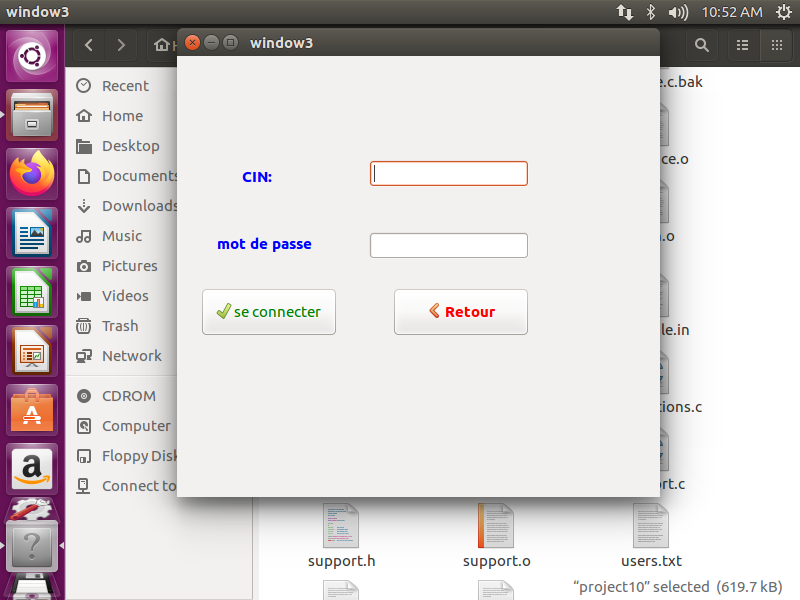 window3
10:52 AM
window3
Recent
Home
Desktop
Documents
Downloads
Music
Pictures
Videos
Trash
Network
CDROM
Computer
Floppy Disk
Connect to
CIN:
mot de passe
se connecter
Retour
e.c.bak
ce.o
.o
le.in
tions.c
rt.c
support.h
support.o
users.txt
“project10” selected (619.7 kB)